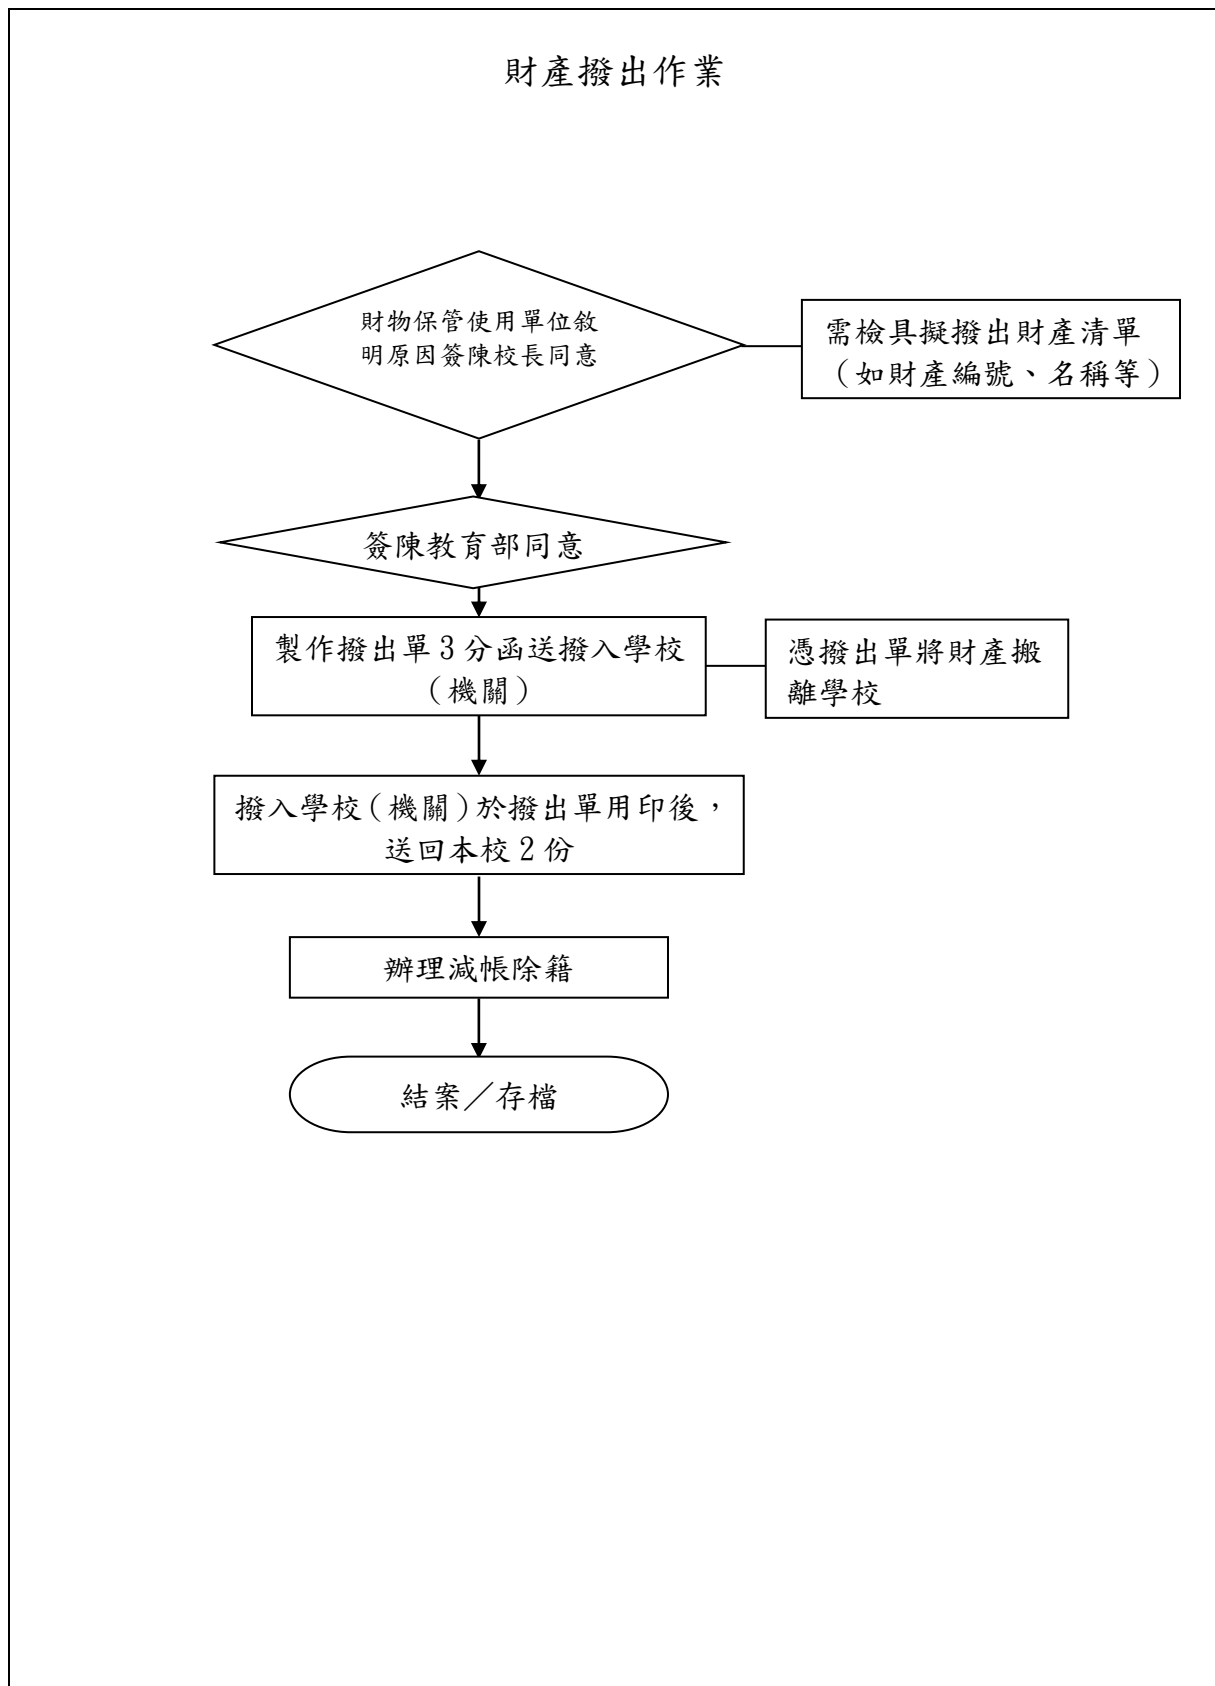 財產撥出作業
財物保管使用單位敘
明原因簽陳校長同意
需檢具擬撥出財產清單
（如財產編號、名稱等）
簽陳教育部同意
製作撥出單3分函送撥入學校
（機關）
憑撥出單將財產搬
離學校
撥入學校（機關）於撥出單用印後，
送回本校2份
辦理減帳除籍
結案／存檔